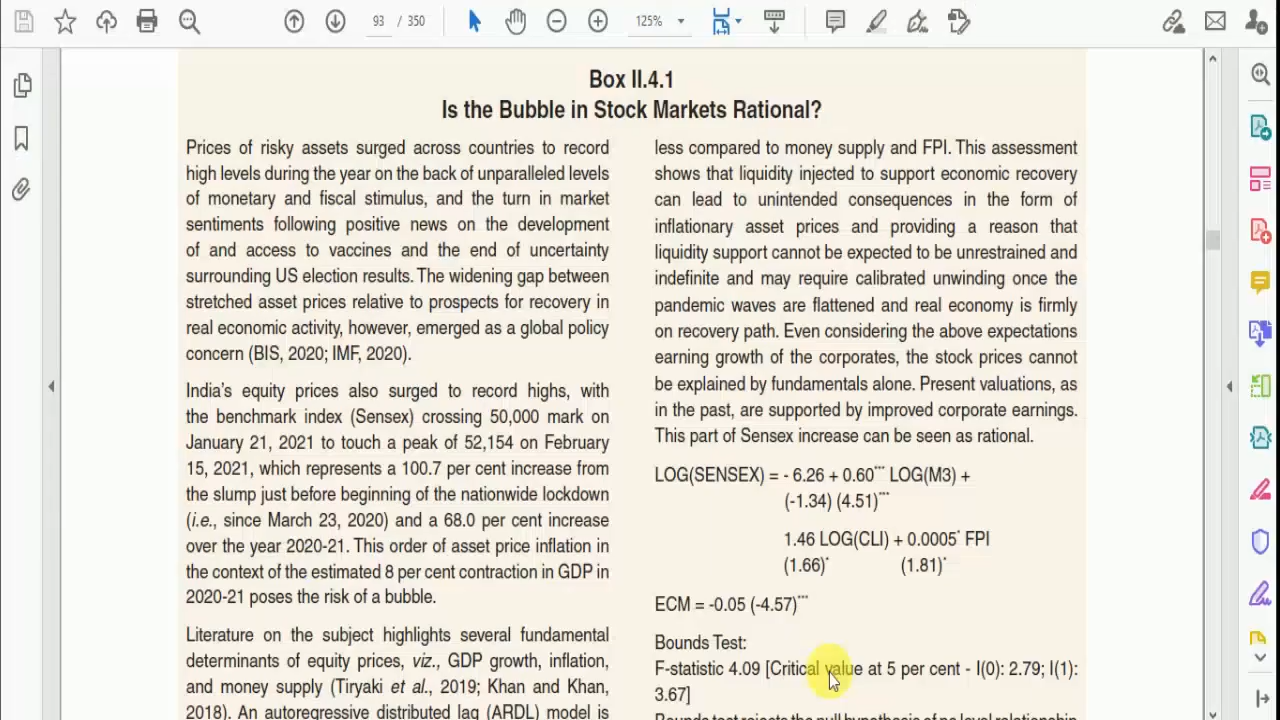 93 / 350
125%
Box II.4.1
Is the Bubble in Stock Markets Rational?
Prices of risky assets surged across countries to record
high levels during the year on the back of unparalleled levels
of monetary and fiscal stimulus, and the turn in market
sentiments following positive news on the development
of and access to vaccines and the end of uncertainty
surrounding US election results. The widening gap between
stretched asset prices relative to prospects for recovery in
real economic activity, however, emerged as a global policy
concern (BIS, 2020; IMF, 2020).
India’s equity prices also surged to record highs, with
the benchmark index (Sensex) crossing 50,000 mark on
January 21, 2021 to touch a peak of 52,154 on February
15, 2021, which represents a 100.7 per cent increase from
the slump just before beginning of the nationwide lockdown
(i.e., since March 23, 2020) and a 68.0 per cent increase
over the year 2020-21. This order of asset price inflation in
the context of the estimated 8 per cent contraction in GDP in
2020-21 poses the risk of a bubble.
Literature on the subject highlights several fundamental
determinants of equity prices, viz., GDP growth, inflation,
and money supply (Tiryaki et al., 2019; Khan and Khan,
2018). An autoregressive distributed lag (ARDL) model is
less compared to money supply and FPI. This assessment
shows that liquidity injected to support economic recovery
can lead to unintended consequences in the form of
inflationary asset prices and providing a reason that
liquidity support cannot be expected to be unrestrained and
indefinite and may require calibrated unwinding once the
pandemic waves are flattened and real economy is firmly
on recovery path. Even considering the above expectations
earning growth of the corporates, the stock prices cannot
be explained by fundamentals alone. Present valuations, as
in the past, are supported by improved corporate earnings.
This part of Sensex increase can be seen as rational.
LOG(SENSEX) = - 6.26 + 0.60*** LOG(M3) +
(-1.34) (4.51)***
1.46 LOG(CLI) + 0.0005* FPI
(1.66)* (1.81)*
ECM = -0.05 (-4.57)***
Bounds Test:
F-statistic 4.09 [Critical value at 5 per cent - I(0): 2.79; I(1):
3.67]
Bounds test rejects the null hypothesis of no level relationship